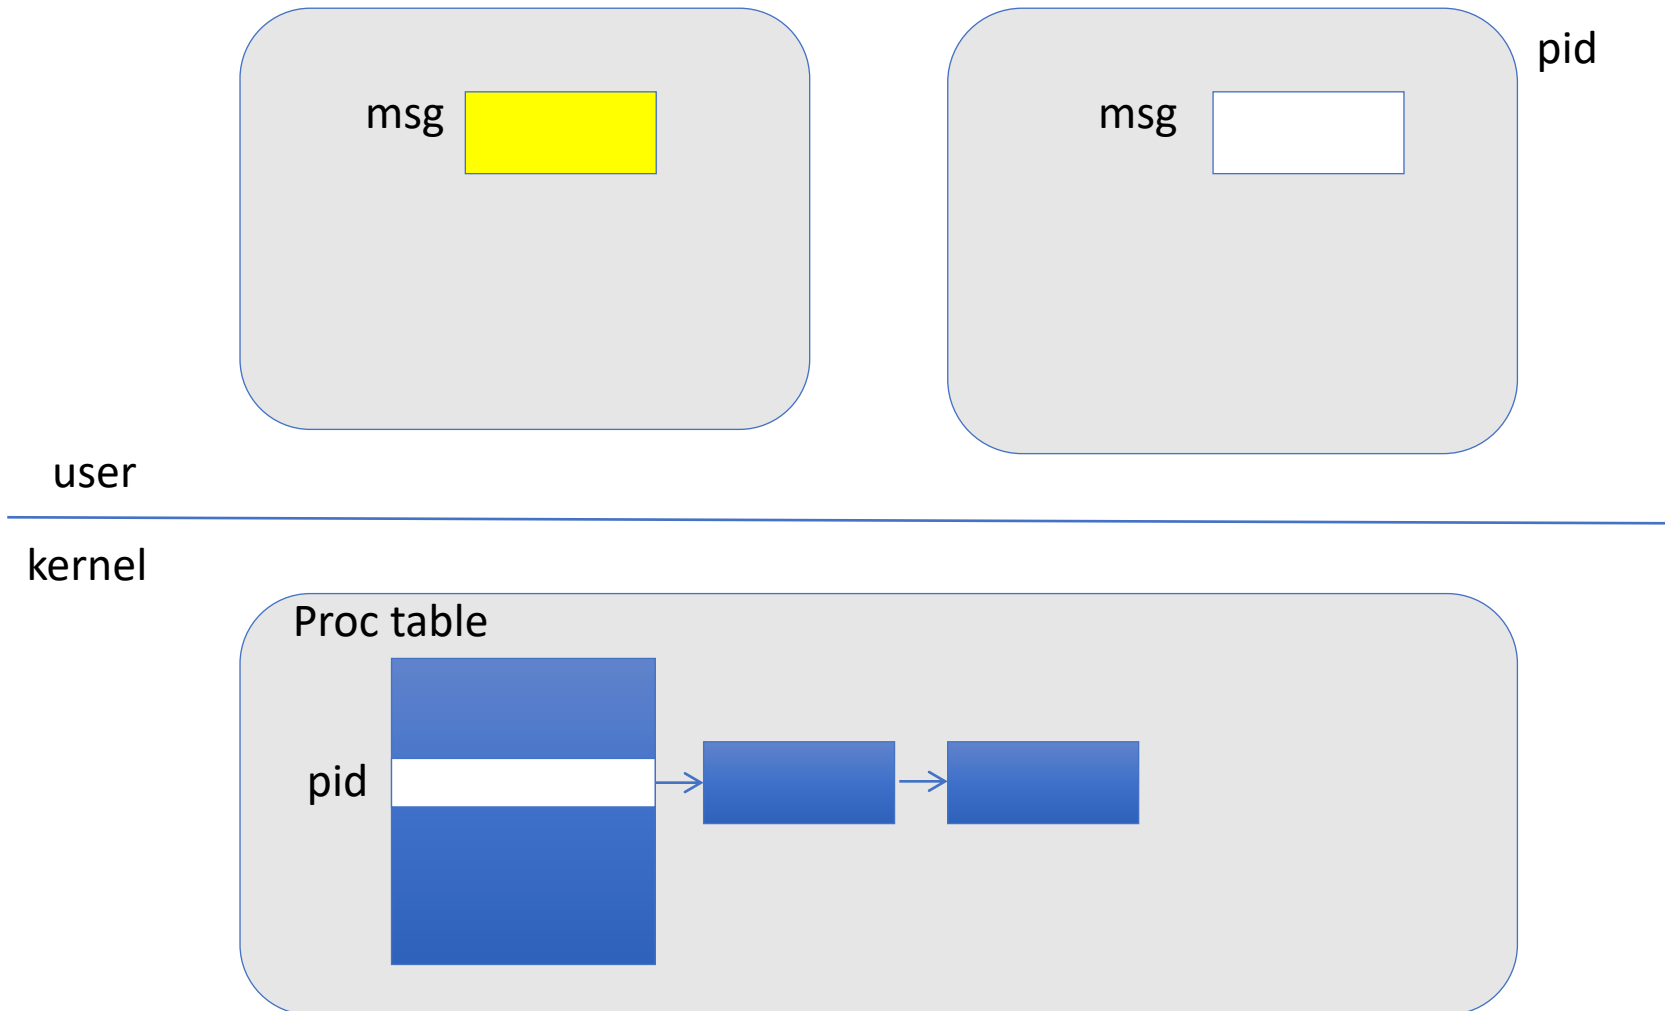 pid
msg
msg
user
kernel
Proc table
pid